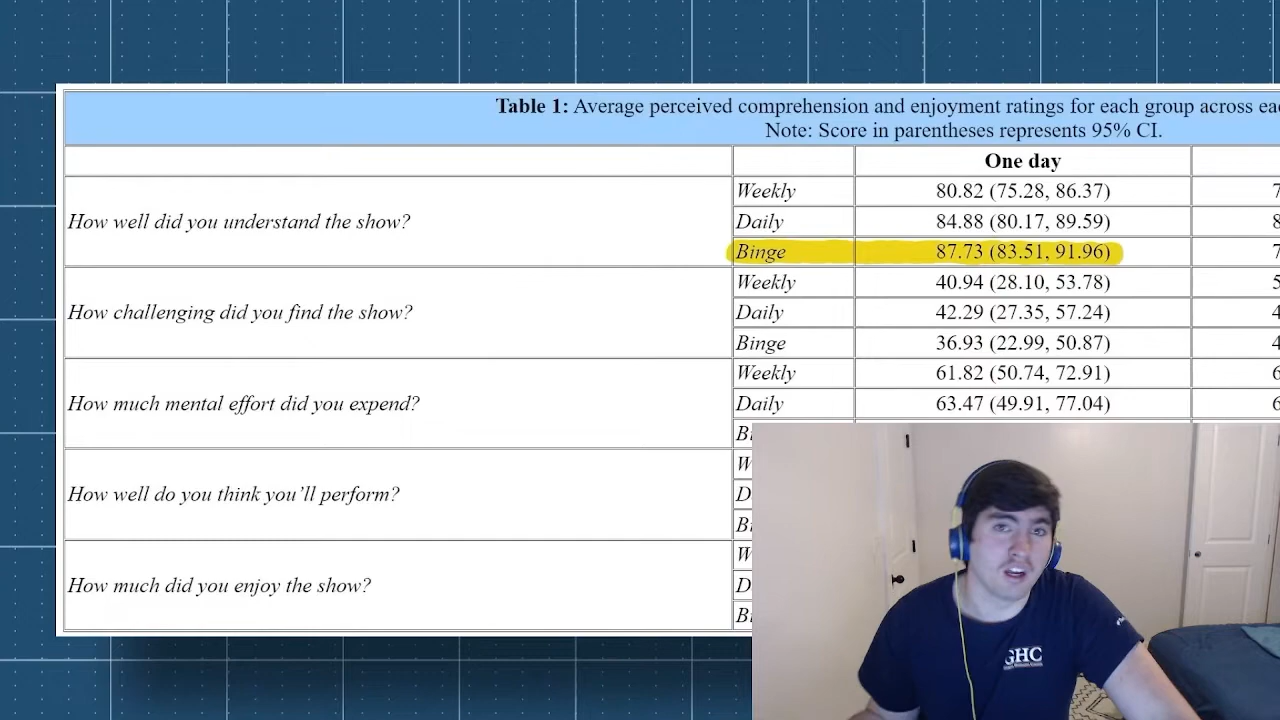 Table 1: Average perceived comprehension and enjoyment ratings for each group across
Note: Score in parentheses represents 95% CI.
One day
How well did you understand the show?
Weekly 80.82 (75.28, 86.37)
Daily 84.88 (80.17, 89.59)
Binge 87.73 (83.51, 91.96)
How challenging did you find the show?
Weekly 40.94 (28.10, 53.78)
Daily 42.29 (27.35, 57.24)
Binge 36.93 (22.99, 50.87)
How much mental effort did you expend?
Weekly 61.82 (50.74, 72.91)
Daily 63.47 (49.91, 77.04)
How well do you think you’ll perform?
How much did you enjoy the show?
GHC